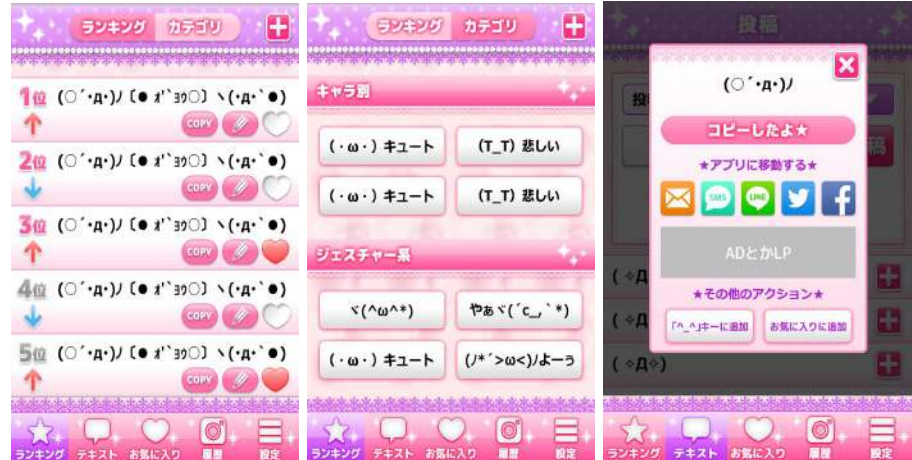 ランキング カテゴリ
1位 (○´･д･)ﾉ〔● ｵ'`ﾖｳ○〕ヽ(･д･`●)
COPY
2位 (○´･д･)ﾉ〔● ｵ'`ﾖｳ○〕ヽ(･д･`●)
COPY
3位 (○´･д･)ﾉ〔● ｵ'`ﾖｳ○〕ヽ(･д･`●)
COPY
4位 (○´･д･)ﾉ〔● ｵ'`ﾖｳ○〕ヽ(･д･`●)
COPY
5位 (○´･д･)ﾉ〔● ｵ'`ﾖｳ○〕ヽ(･д･`●)
COPY
ランキング テキスト お気に入り 履歴 設定
ランキング カテゴリ
キャラ別
(・ω・) キュート (T_T) 悲しい
(・ω・) キュート (T_T) 悲しい
ジェスチャー系
ヾ(^ω^*) やぁヾ(´c_,｀*)
(・ω・) キュート (ﾉ*´>ω<)ﾉよーぅ
ランキング テキスト お気に入り 履歴 設定
投稿
(○´･д･)ﾉ
コピーしたよ★
★アプリに移動する★
SMS LINE
ADとかLP
★その他のアクション★
「^_^」キーに追加 お気に入りに追加
(✧Д✧)
ランキング テキスト お気に入り 履歴 設定